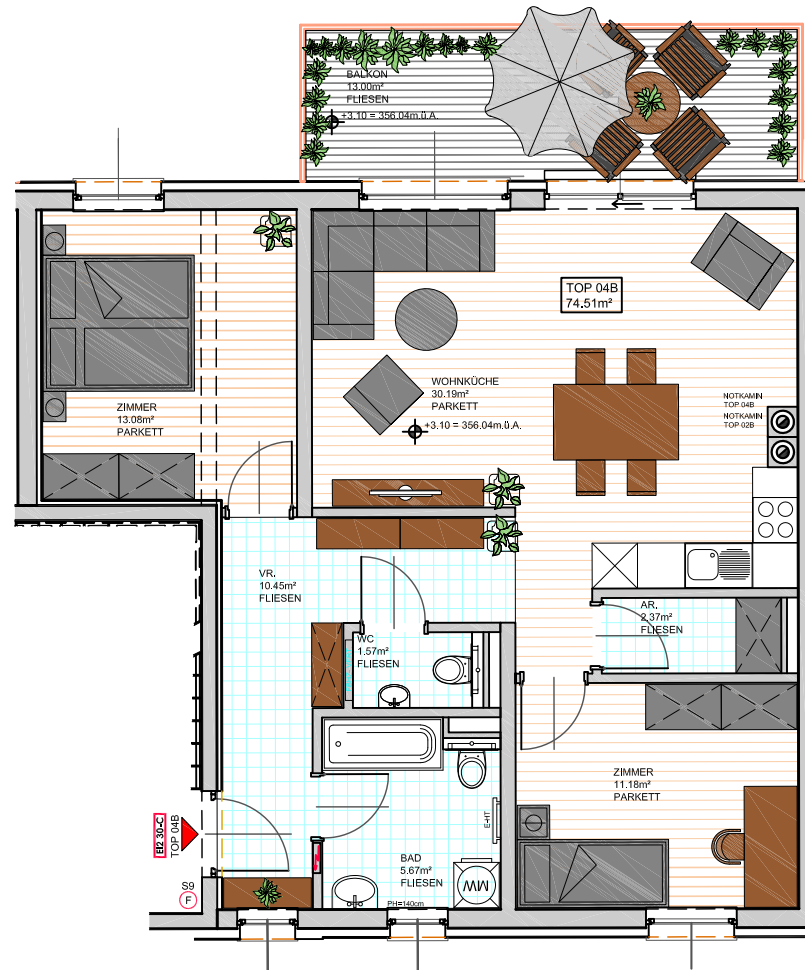 BALKON
13.00m²
FLIESEN
+3.10 = 356.04m.ü.A.
TOP 04B
74.51m²
WOHNKÜCHE
30.19m²
PARKETT
+3.10 = 356.04m.ü.A.
NOTKAMIN
TOP 04B
NOTKAMIN
TOP 02B
ZIMMER
13.08m²
PARKETT
VR.
10.45m²
FLIESEN
AR.
2.37m²
FLIESEN
WC
1.57m²
FLIESEN
ZIMMER
11.18m²
PARKETT
E-HT
BAD
5.67m²
FLIESEN
MW
PH=140cm
EI2 30-C
TOP 04B
S9
F